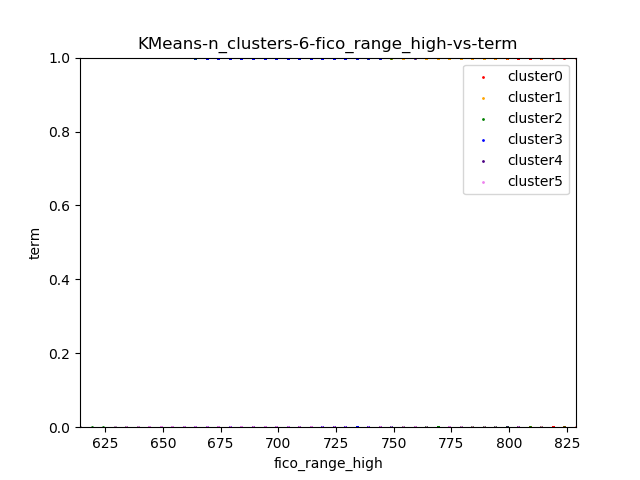 KMeans-n_clusters-6-fico_range_high-vs-term
1.0
0.8
0.6
0.4
0.2
0.0
term
cluster0
cluster1
cluster2
cluster3
cluster4
cluster5
625 650 675 700 725 750 775 800 825
fico_range_high